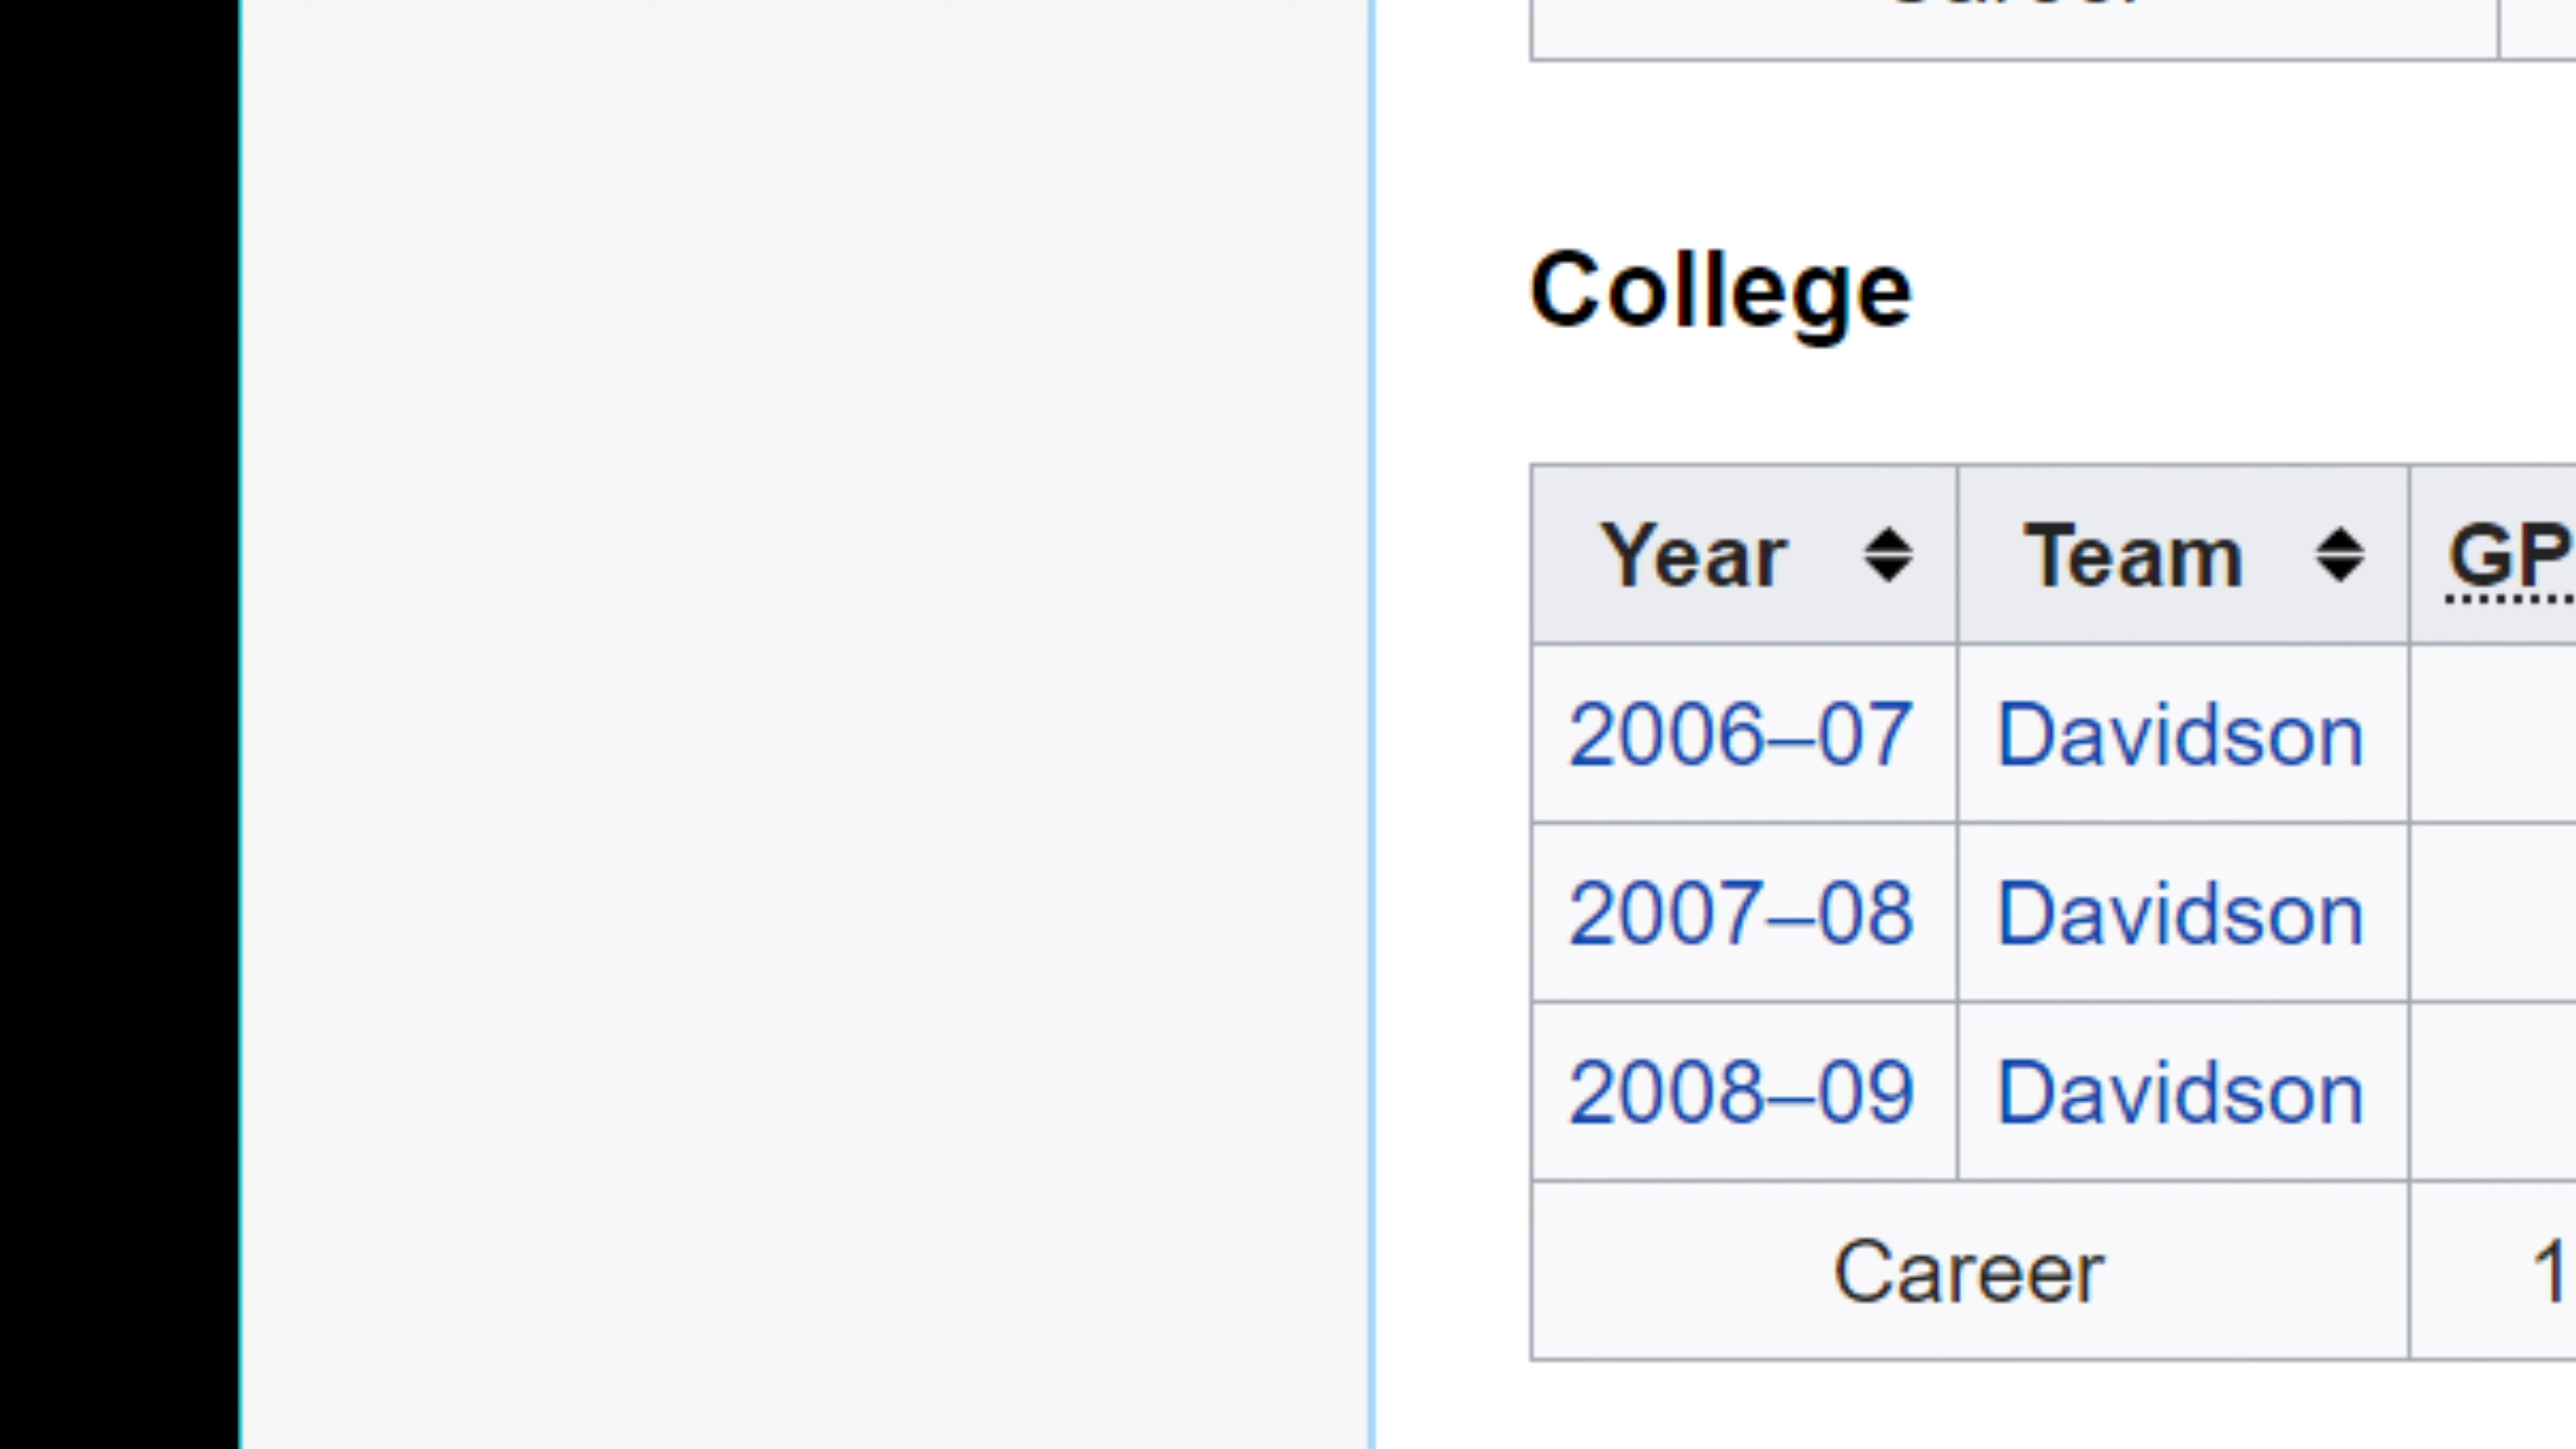 College
Year Team GP
2006–07 Davidson
2007–08 Davidson
2008–09 Davidson
Career 1